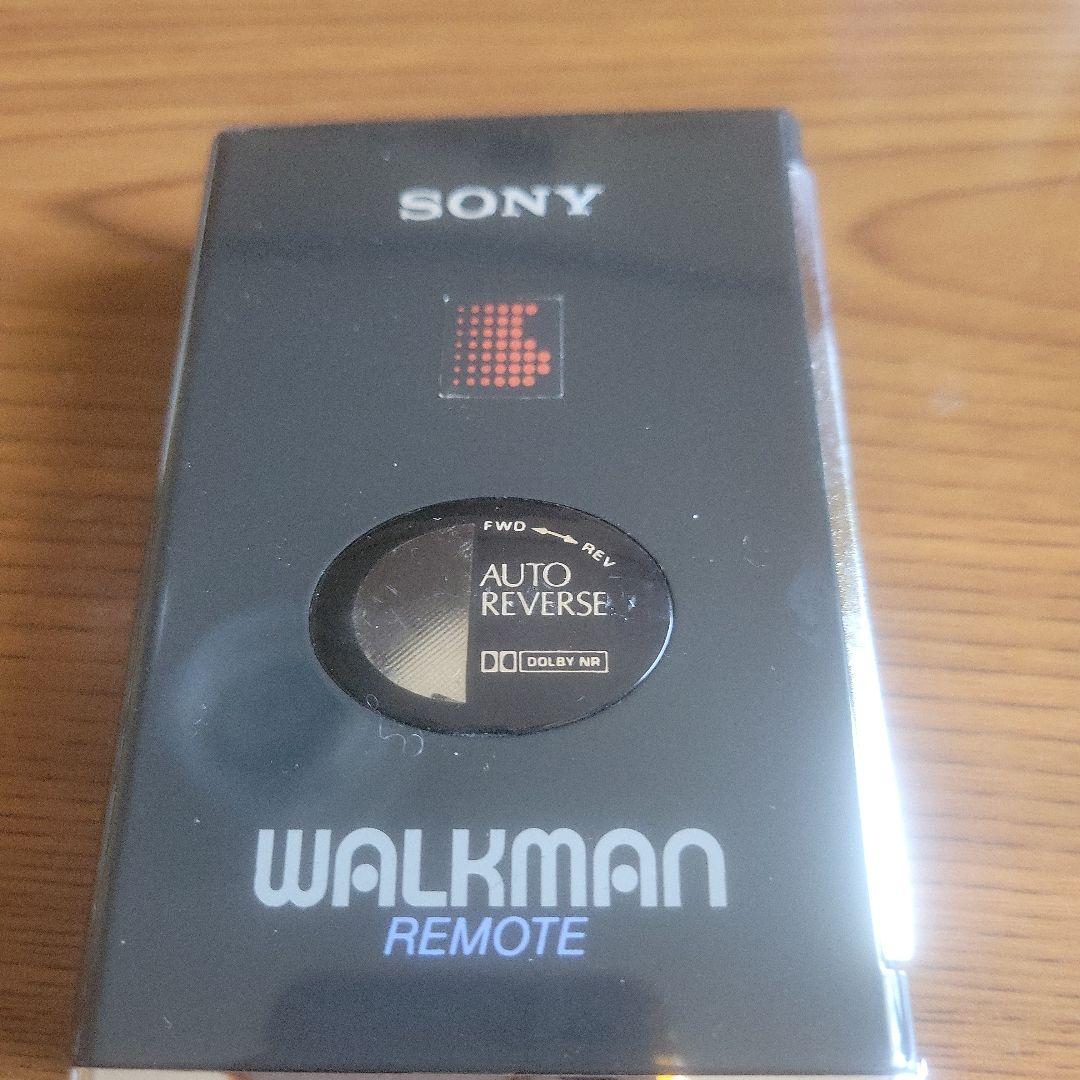 SONY
FWD
REV
AUTO
REVERSE
DOLBY NR
WALKMAN
REMOTE